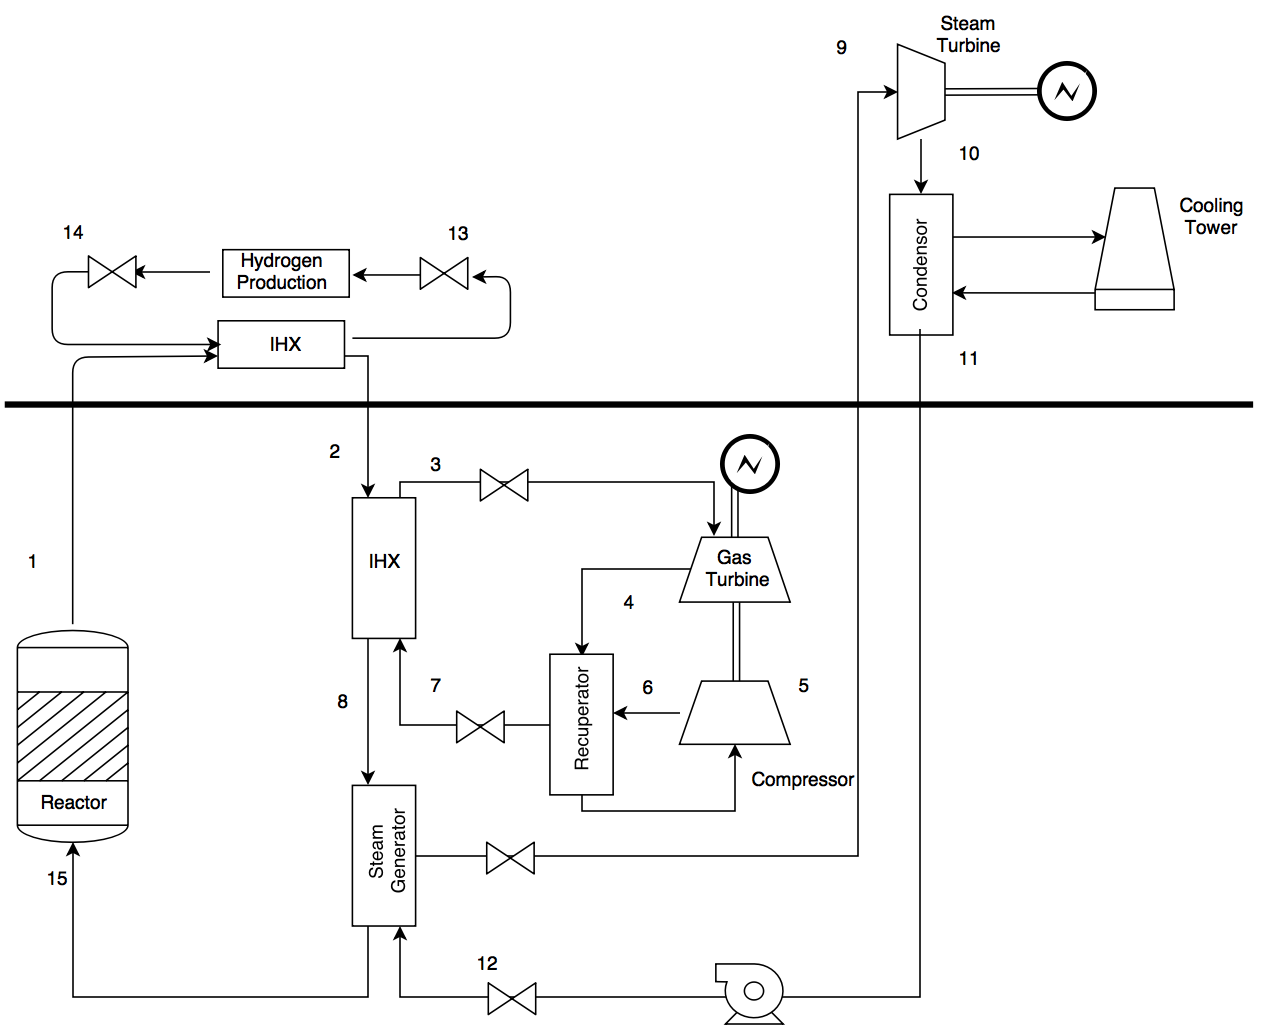 Steam
Turbine
9
10
Cooling
Tower
Condensor
14
13
Hydrogen
Production
IHX
11
2
3
1
IHX
Gas
Turbine
4
8
7
6
5
Recuperator
Compressor
Reactor
Steam
Generator
15
12